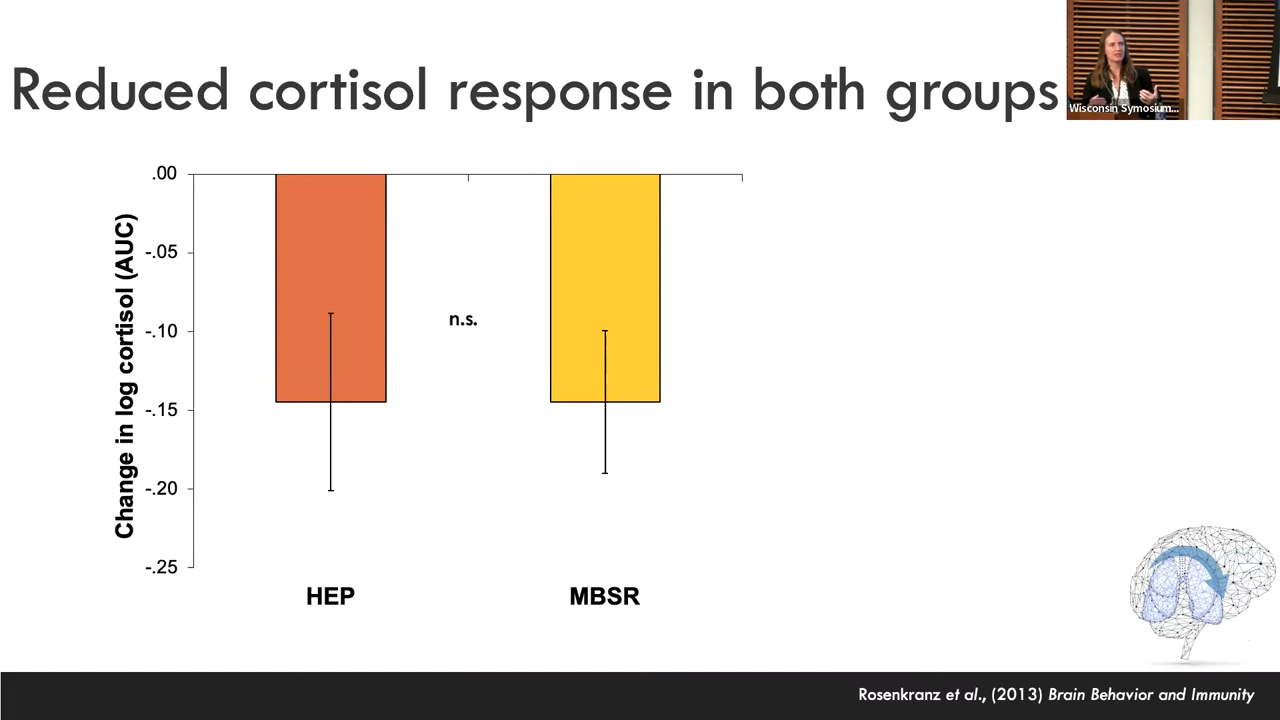 Reduced cortisol response in both groups
Wisconsin Symosium...
Change in log cortisol (AUC)
.00
-.05
-.10
-.15
-.20
-.25
n.s.
HEP
MBSR
Rosenkranz et al., (2013) Brain Behavior and Immunity